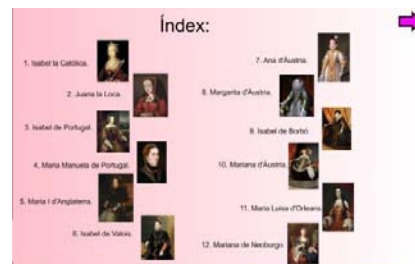 Índex:
1. Isabel la Católica.
2. Juana la Loca.
3. Isabel de Portugal.
4. Maria Manuela de Portugal.
5. Maria I d'Anglaterra.
6. Isabel de Valois.
7. Ana d'Àustria.
8. Margarita d'Àustria.
9. Isabel de Borbó.
10. Mariana d'Àustria.
11. Maria Luisa d'Orleans.
12. Mariana de Neoburgo.